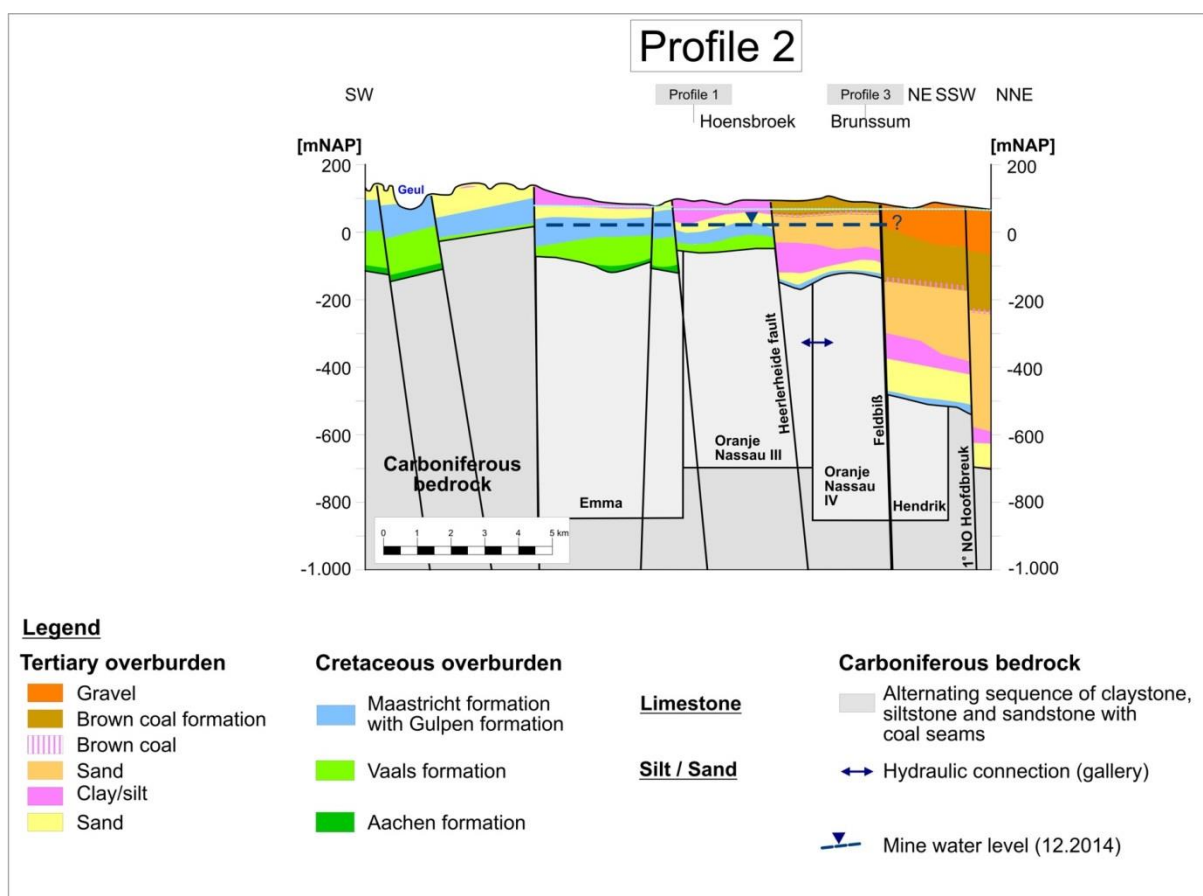 Profile 2
SW
Profile 1
Profile 3
NE SSW
NNE
Hoensbroek
Brunssum
[mNAP]
[mNAP]
200
0
-200
-400
-600
-800
-1.000
200
0
-200
-400
-600
-800
-1.000
Geul
?
Heerlerheide fault
Feldbiß
1° NO Hoofdbreuk
Carboniferous
bedrock
Emma
Oranje
Nassau III
Oranje
Nassau
IV
Hendrik
0 1 2 3 4 5 km
Legend
Tertiary overburden
Gravel
Brown coal formation
Brown coal
Sand
Clay/silt
Sand
Cretaceous overburden
Maastricht formation
with Gulpen formation
Vaals formation
Aachen formation
Limestone
Silt / Sand
Carboniferous bedrock
Alternating sequence of claystone,
siltstone and sandstone with
coal seams
Hydraulic connection (gallery)
Mine water level (12.2014)